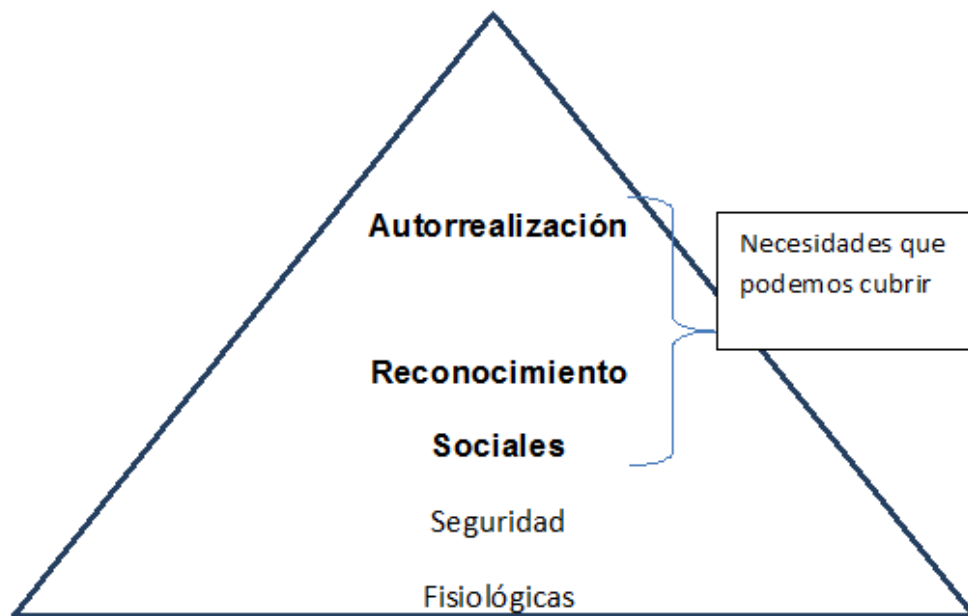 Autorrealización
Necesidades que
podemos cubrir
Reconocimiento
Sociales
Seguridad
Fisiológicas